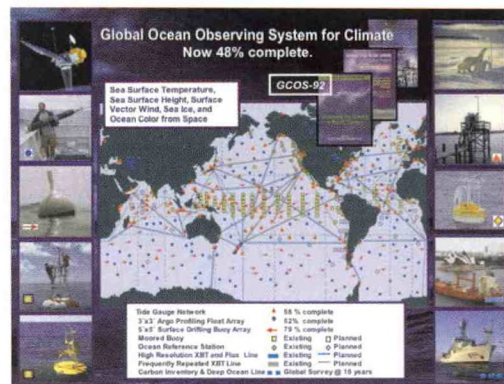 Global Ocean Observing System for Climate
Now 48% complete.
GCOS-92
Sea Surface Temperature,
Sea Surface Height, Surface
Vector Wind, Sea Ice, and
Ocean Color from Space
Tide Gauge Network 58 % complete
3˚x3˚ Argo Profiling Float Array 62% complete
5˚x5˚ Surface Drifting Buoy Array 79 % complete
Moored Buoy Existing Planned
Ocean Reference Station Existing Planned
High Resolution XBT and Flux Line Existing Planned
Frequently Repeated XBT Line Existing Planned
Carbon Inventory & Deep Ocean Line Global Survey @ 10 years